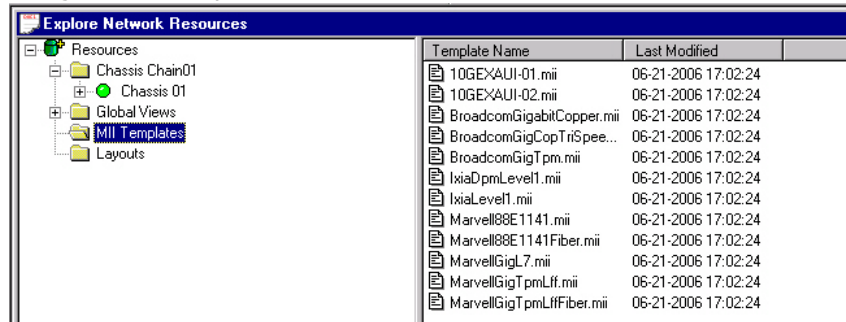 Explore Network Resources
Resources
Chassis Chain01
Chassis 01
Global Views
MII Templates
Layouts
Template Name Last Modified
10GEXAUI-01.mii 06-21-2006 17:02:24
10GEXAUI-02.mii 06-21-2006 17:02:24
BroadcomGigabitCopper.mii 06-21-2006 17:02:24
BroadcomGigCopTriSpee... 06-21-2006 17:02:24
BroadcomGigTpm.mii 06-21-2006 17:02:24
IxiaDpmLevel1.mii 06-21-2006 17:02:24
IxiaLevel1.mii 06-21-2006 17:02:24
Marvell88E1141.mii 06-21-2006 17:02:24
Marvell88E1141Fiber.mii 06-21-2006 17:02:24
MarvellGigL7.mii 06-21-2006 17:02:24
MarvellGigTpmLff.mii 06-21-2006 17:02:24
MarvellGigTpmLffFiber.mii 06-21-2006 17:02:24